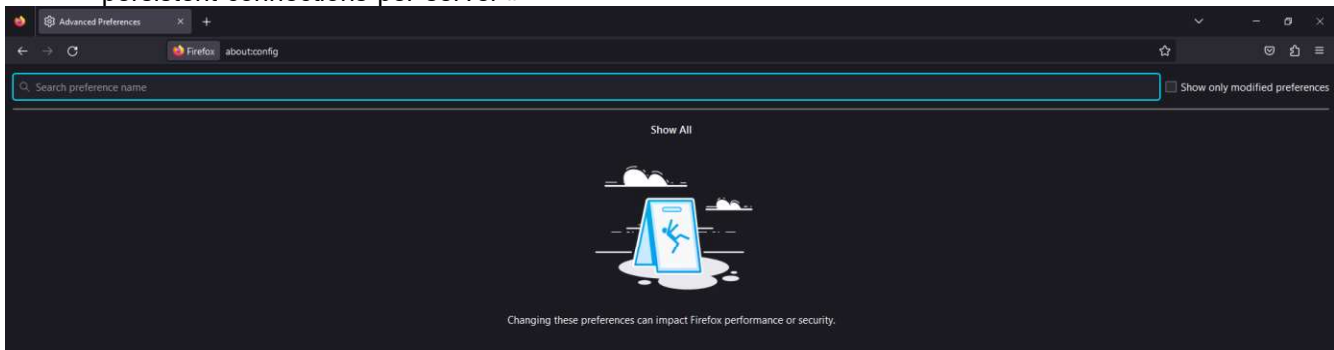 persistent connections per server
Advanced Preferences
Firefox about:config
Search preference name
Show only modified preferences
Show All
Changing these preferences can impact Firefox performance or security.